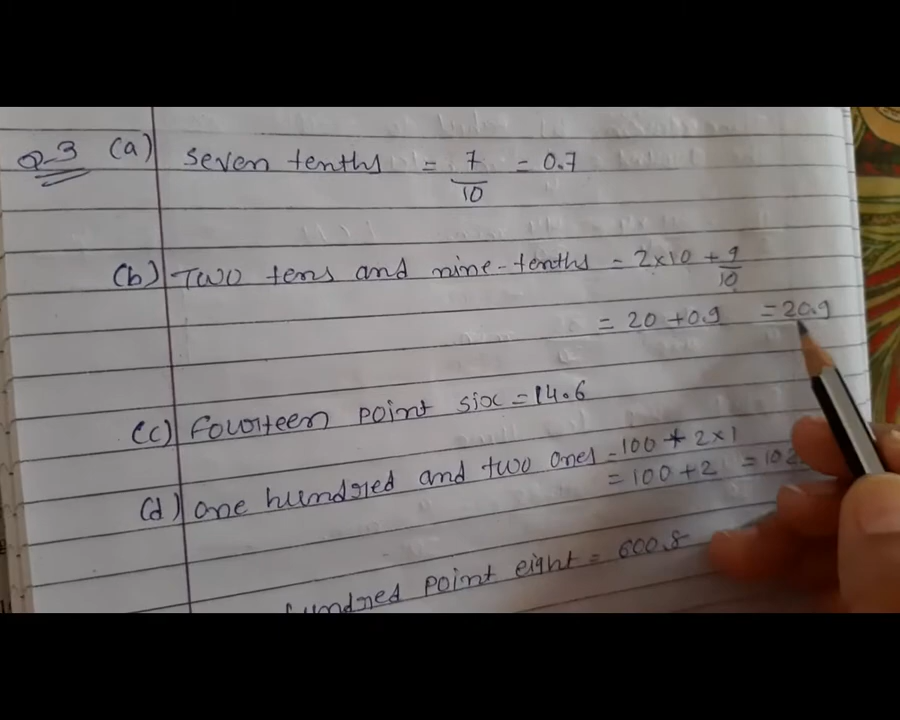 Q.3 (a) Seven tenths = 7/10 = 0.7
(b) Two tens and nine-tenths = 2×10 + 9/10
= 20 + 0.9 = 20.9
(c) Fourteen point six = 14.6
(d) One hundred and two ones = 100 + 2×1
= 100 + 2 = 102
hundred point eight = 600.8